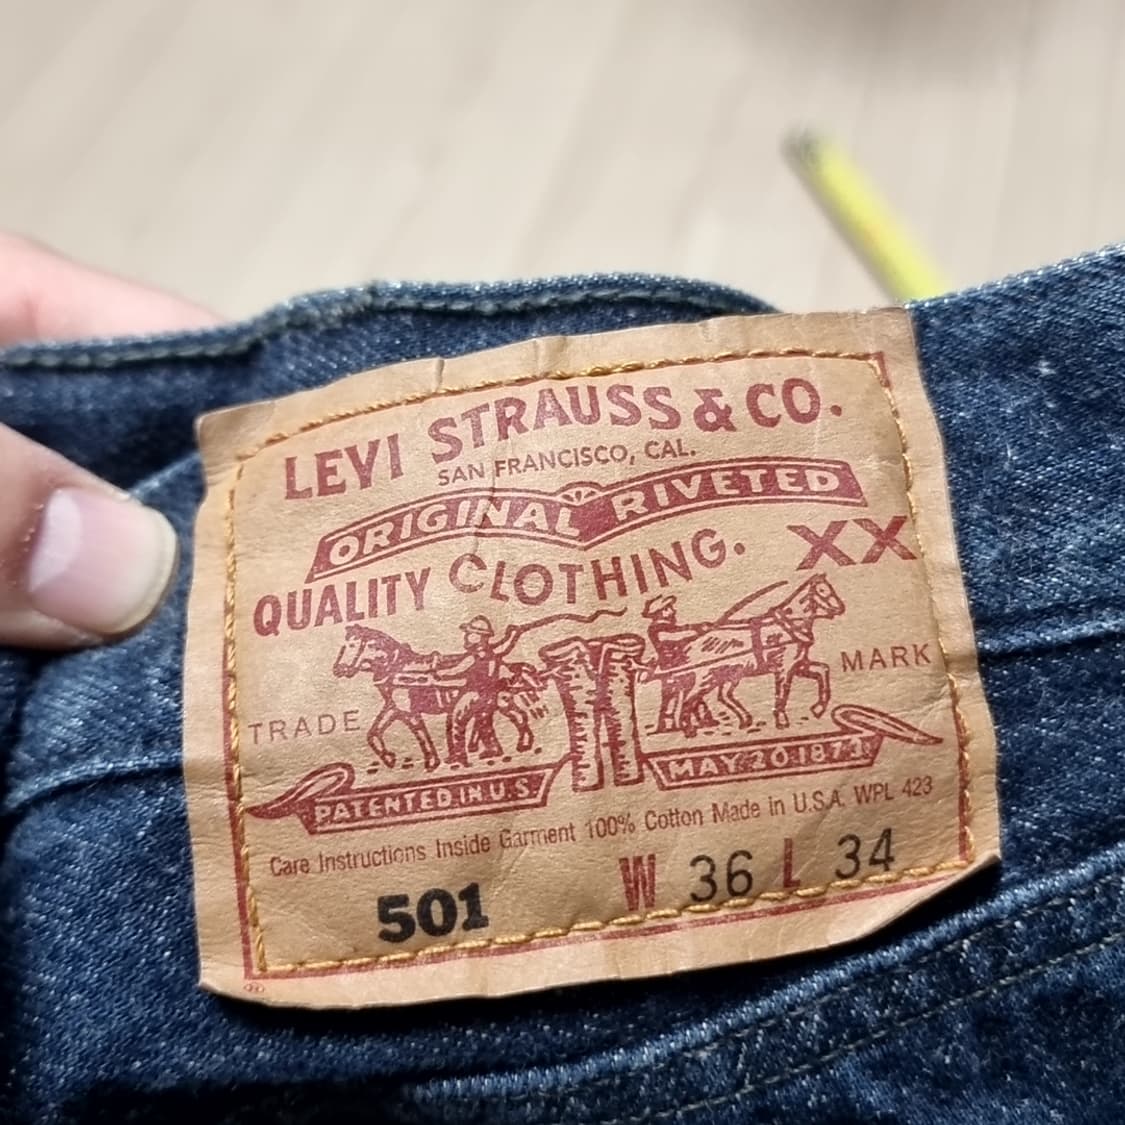 LEVI STRAUSS & CO.
SAN FRANCISCO, CAL.
ORIGINAL RIVETED
QUALITY CLOTHING. XX
TRADE MARK
PATENTED IN U.S. MAY 20 1873
Care Instructions Inside Garment 100% Cotton Made in U.S.A. WPL 423
501 W 36 L 34
®